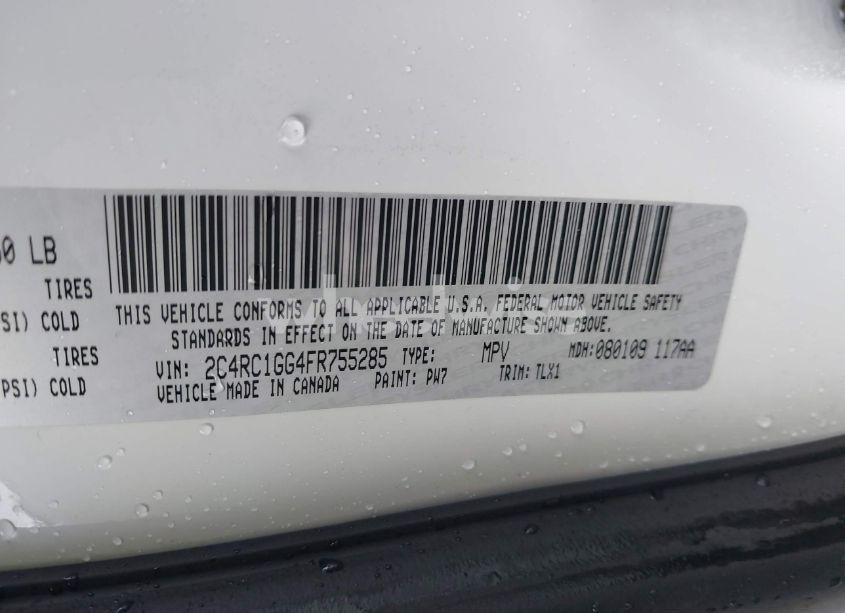 0 LB
TIRES
SI) COLD
TIRES
PSI) COLD
THIS VEHICLE CONFORMS TO ALL APPLICABLE U.S.A. FEDERAL MOTOR VEHICLE SAFETY
STANDARDS IN EFFECT ON THE DATE OF MANUFACTURE SHOWN ABOVE.
VIN: 2C4RC1GG4FR755285 TYPE: MPV MDH:080109 117AA
VEHICLE MADE IN CANADA PAINT: PW7 TRIM: TLX1